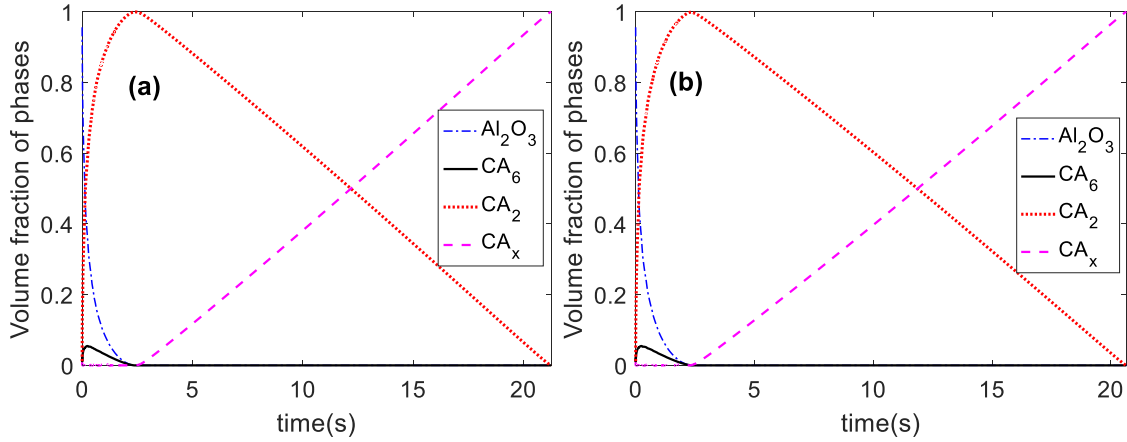 Volume fraction of phases
1
0.8
0.6
0.4
0.2
0
(a)
Al₂O₃
CA₆
CA₂
CAₓ
0 5 10 15 20
time(s)
Volume fraction of phases
1
0.8
0.6
0.4
0.2
0
(b)
Al₂O₃
CA₆
CA₂
CAₓ
0 5 10 15 20
time(s)